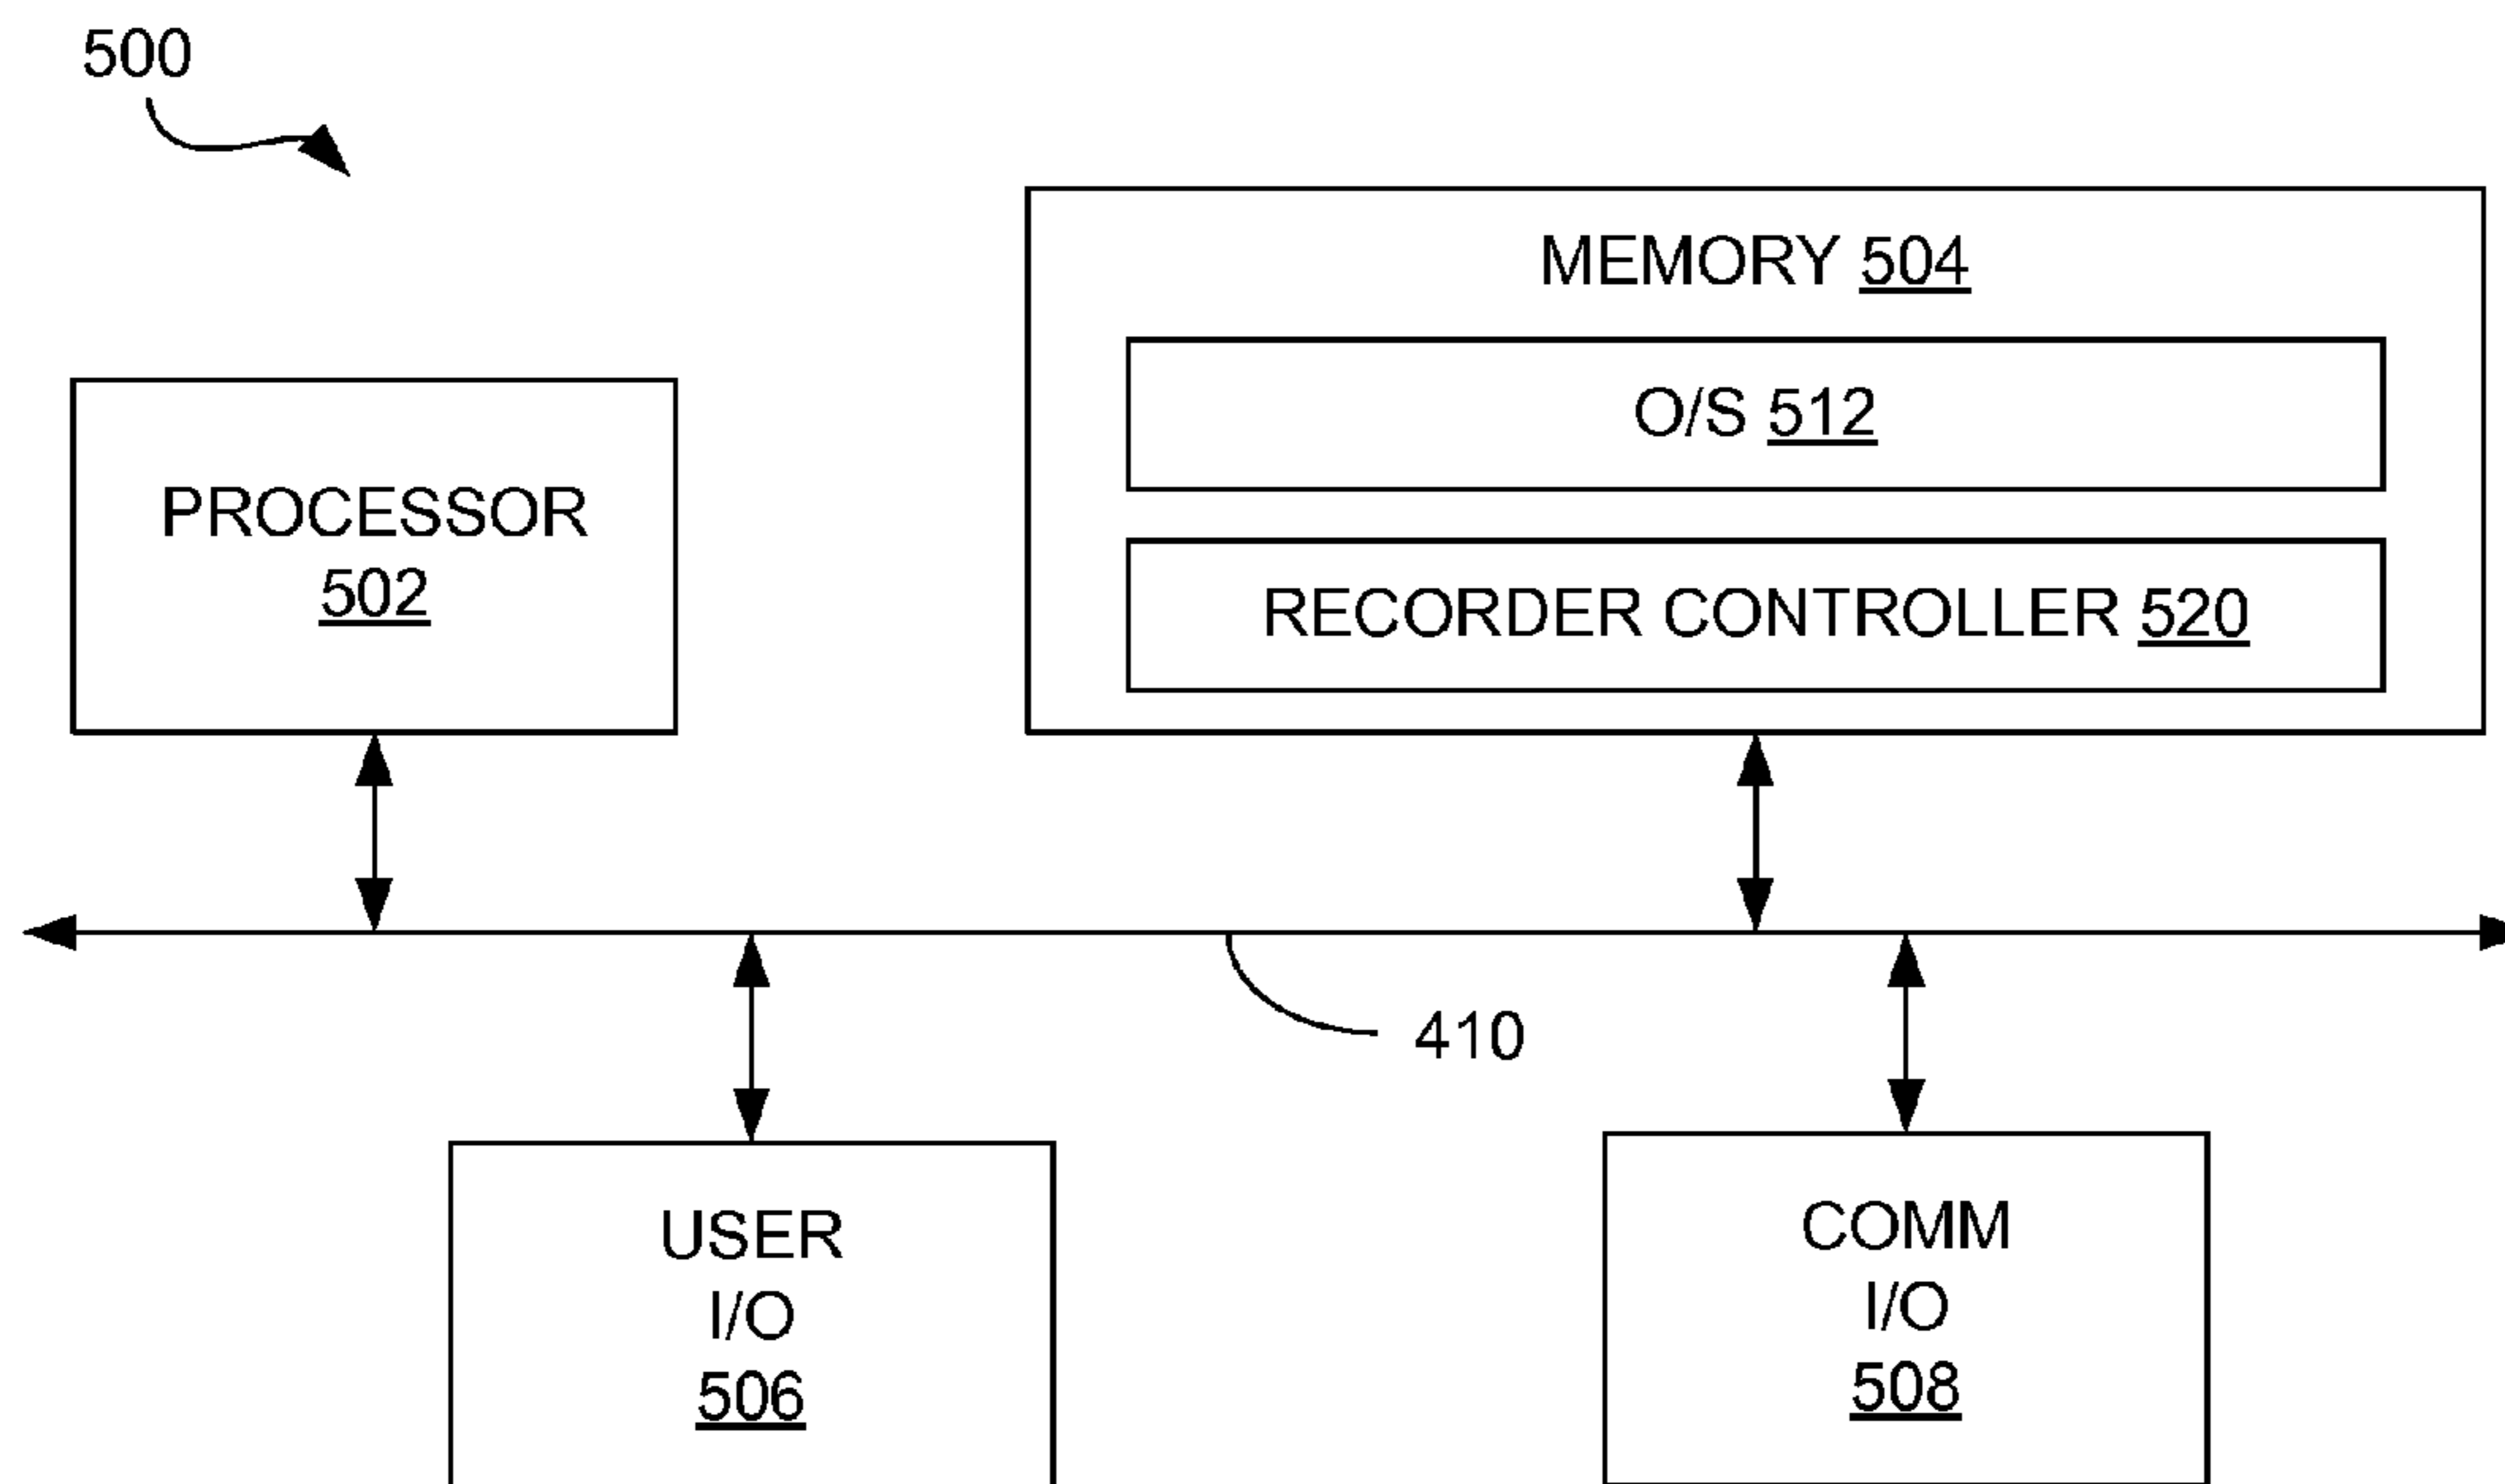 500
MEMORY 504
O/S 512
PROCESSOR
502
RECORDER CONTROLLER 520
410
USER
I/O
506
COMM
I/O
508